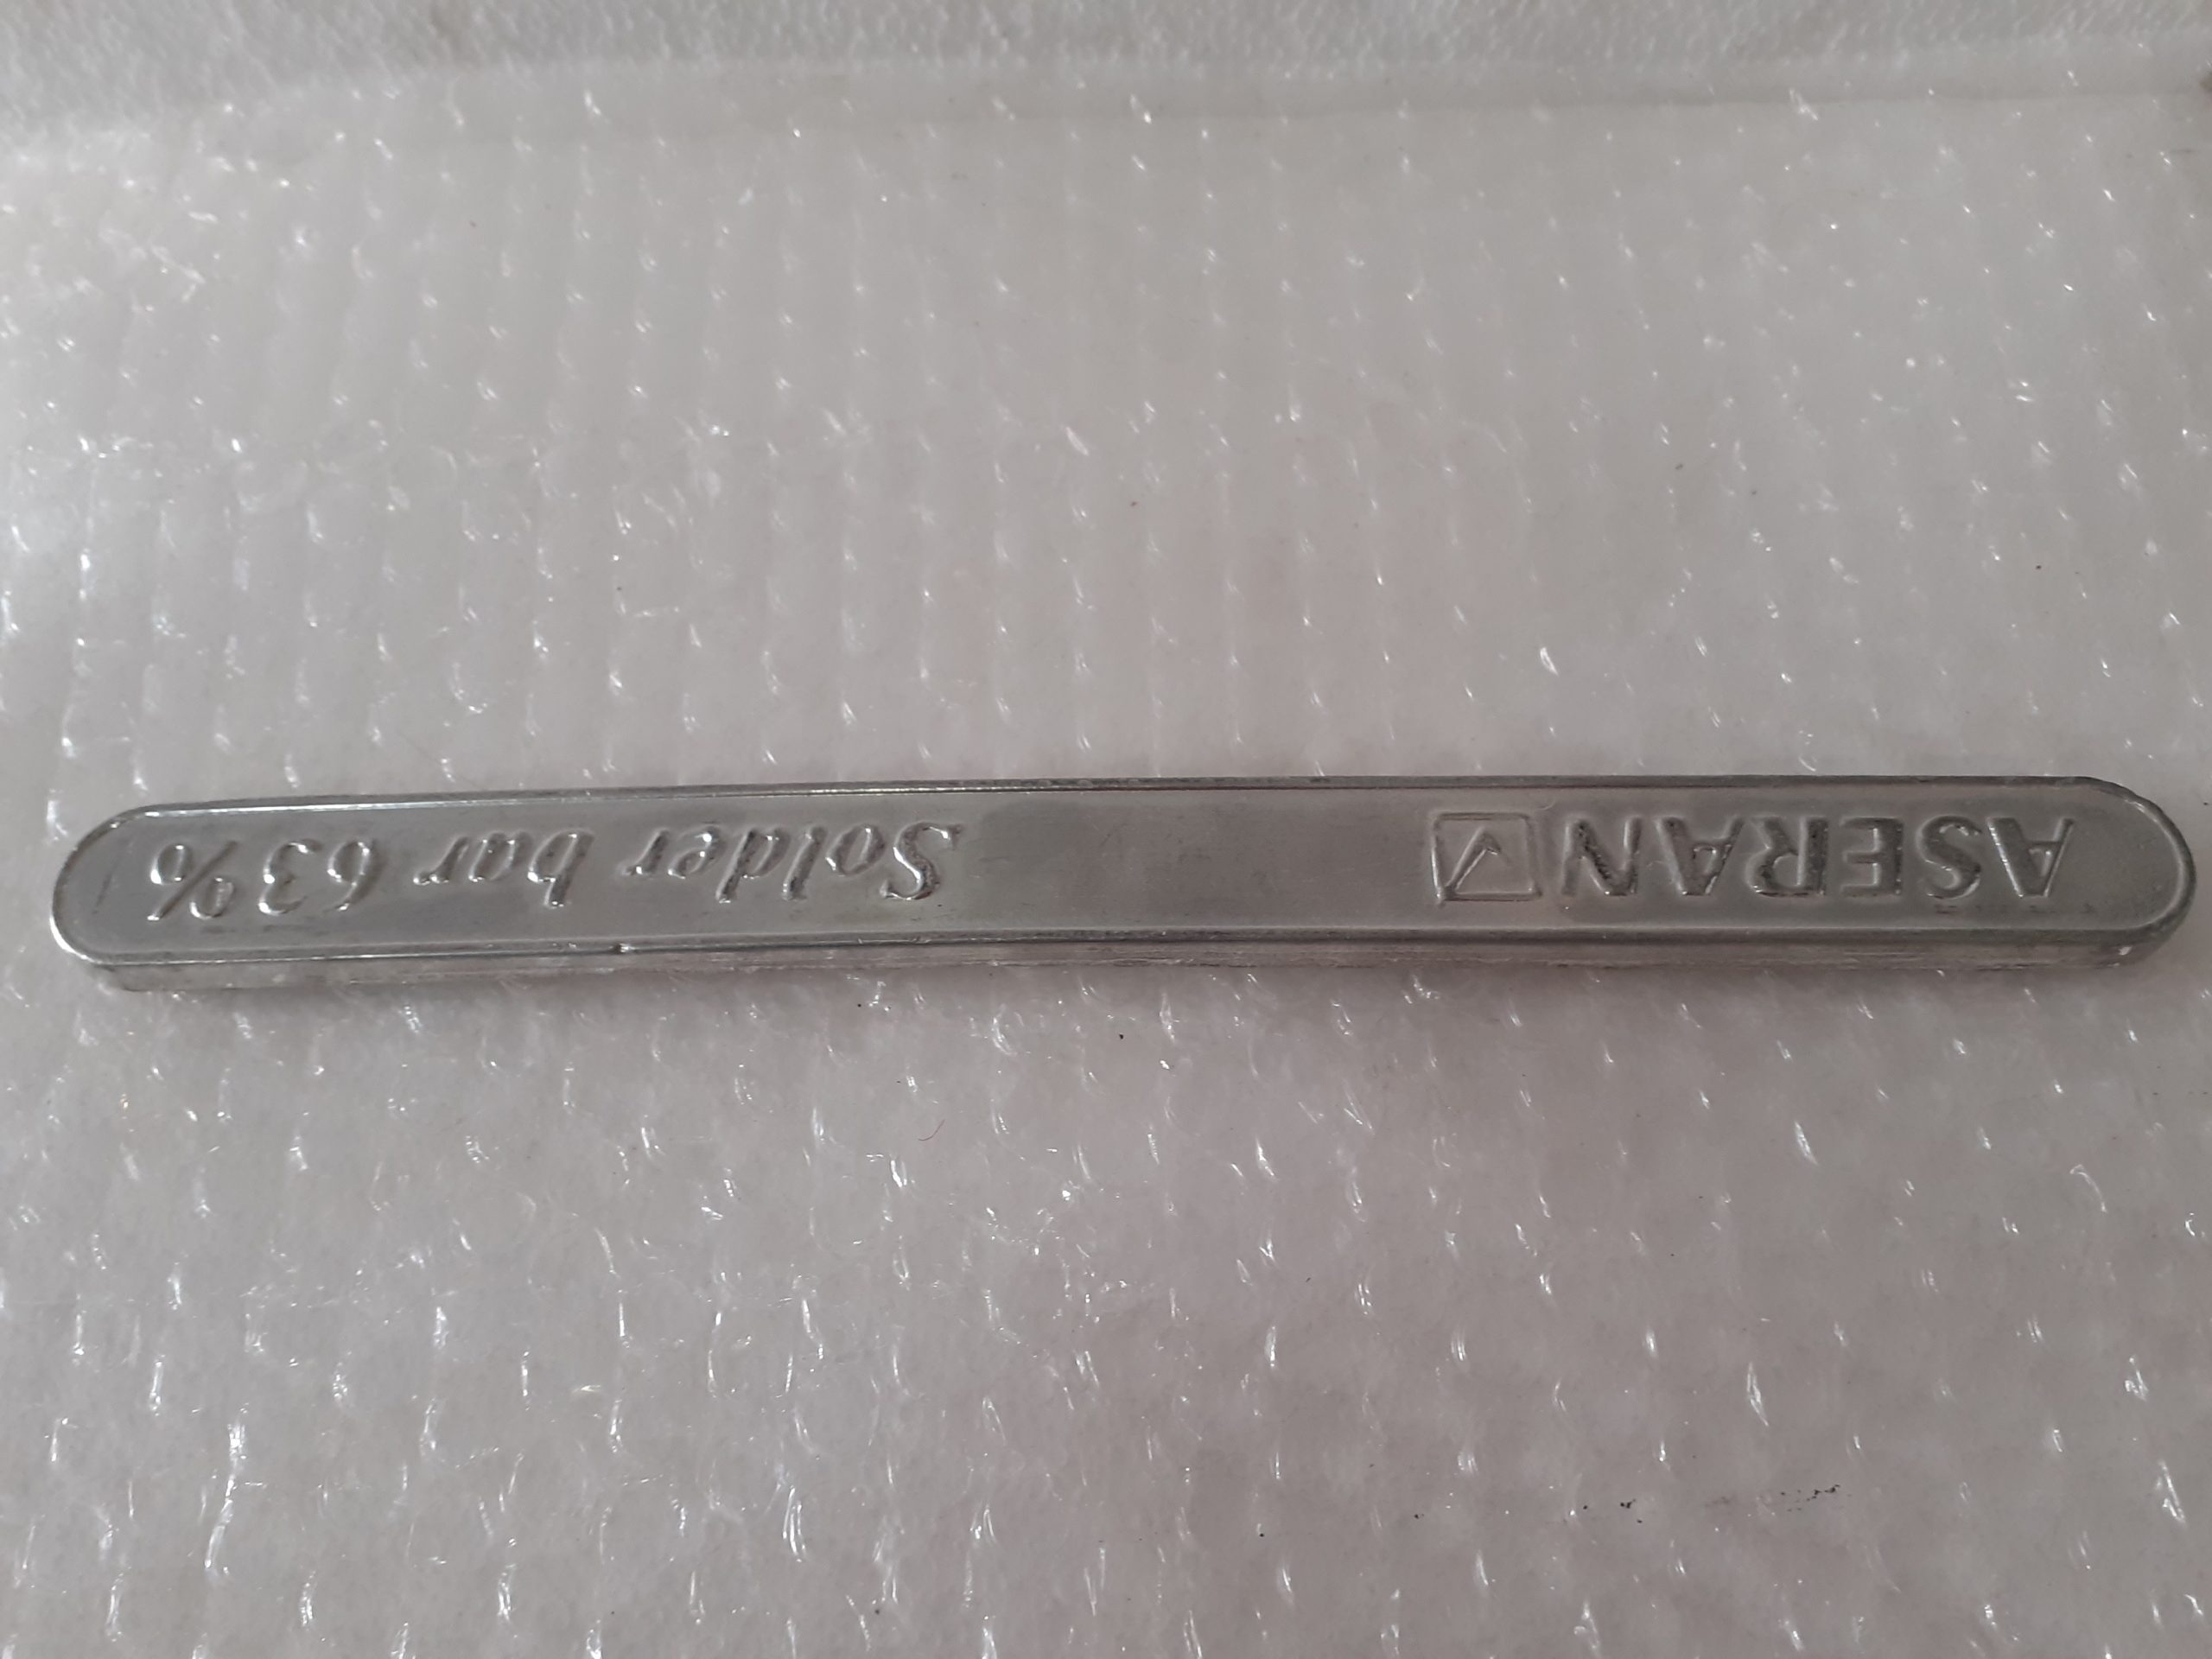 ASERAN Solder bar 63%